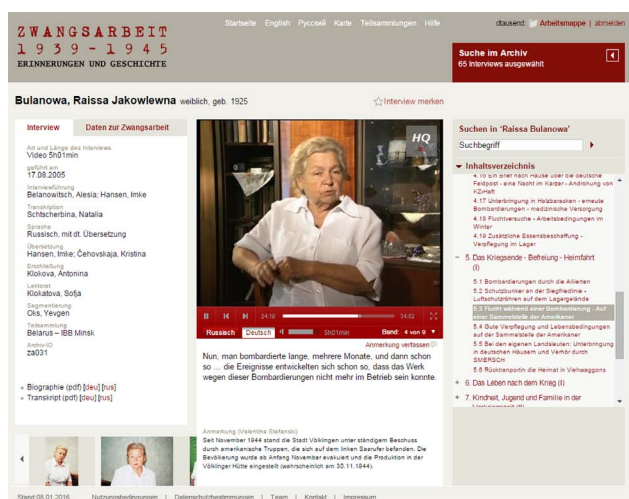 Startseite English Русский Karte Teilsammlungen Hilfe
dtausend: Arbeitsmappe | abmelden
ZWANGSARBEIT
1939-1945
ERINNERUNGEN UND GESCHICHTE
Suche im Archiv
65 Interviews ausgewählt
Bulanowa, Raissa Jakowlewna weiblich, geb. 1925
Interview merken
Interview
Daten zur Zwangsarbeit
Art und Länge des Interviews
Video 5h01min
geführt am
17.08.2005
Interviewführung
Belanowitsch, Alesia; Hansen, Imke
Transkription
Schtscherbina, Natalia
Sprache
Russisch, mit dt. Übersetzung
Übersetzung
Hansen, Imke; Čehovskaja, Kristina
Erschließung
Klokova, Antonina
Lektorat
Klokatova, Sofja
Segmentierung
Oks, Yevgen
Teilsammlung
Belarus – IBB Minsk
Archiv-ID
za031
Biographie (pdf) [deu] [rus]
Transkript (pdf) [deu] [rus]
HQ
24:10
34:52
Russisch Deutsch 5h01min Band: 4 von 9
Anmerkung verfassen
Nun, man bombardierte lange, mehrere Monate, und dann schon
so ... die Ereignisse entwickelten sich schon so, dass das Werk
wegen dieser Bombardierungen nicht mehr im Betrieb sein konnte.
Anmerkung (Valentina Stefanski)
Seit November 1944 stand die Stadt Völklingen unter ständigem Beschuss
durch amerikanische Truppen, die sich auf dem linken Saarufer befanden. Die
Bevölkerung wurde ab Anfang November evakuiert und die Produktion in der
Völklinger Hütte eingestellt (wahrscheinlich am 30.11.1944).
Suchen in 'Raissa Bulanowa'
Suchbegriff
Inhaltsverzeichnis
4.16 Ein Brief nach Hause über die deutsche
Feldpost - eine Nacht im Karzer - Androhung von
KZ-Haft
4.17 Unterbringung in Holzbaracken - erneute
Bombardierungen - medizinische Versorgung
4.18 Fluchtversuche - Arbeitsbedingungen im
Winter
4.19 Zusätzliche Essensbeschaffung -
Verpflegung im Lager
5. Das Kriegsende - Befreiung - Heimfahrt
(I)
5.1 Bombardierungen durch die Alliierten
5.2 Schutzbunker an der Siegfriedlinie -
Luftschutzröhren auf dem Lagergelände
5.3 Flucht während einer Bombardierung - Auf
einer Sammelstelle der Amerikaner
5.4 Gute Verpflegung und Lebensbedingungen
auf der Sammelstelle der Amerikaner
5.5 Bei den eigenen Landsleuten: Unterbringung
in deutschen Häusern und Verhör durch
SMERSCH
5.6 Rücktransport in die Heimat in Viehwaggons
6. Das Leben nach dem Krieg (I)
7. Kindheit, Jugend und Familie in der
Stand:08.01.2016 Nutzungsbedingungen | Datenschutzbestimmungen | Team | Kontakt | Impressum